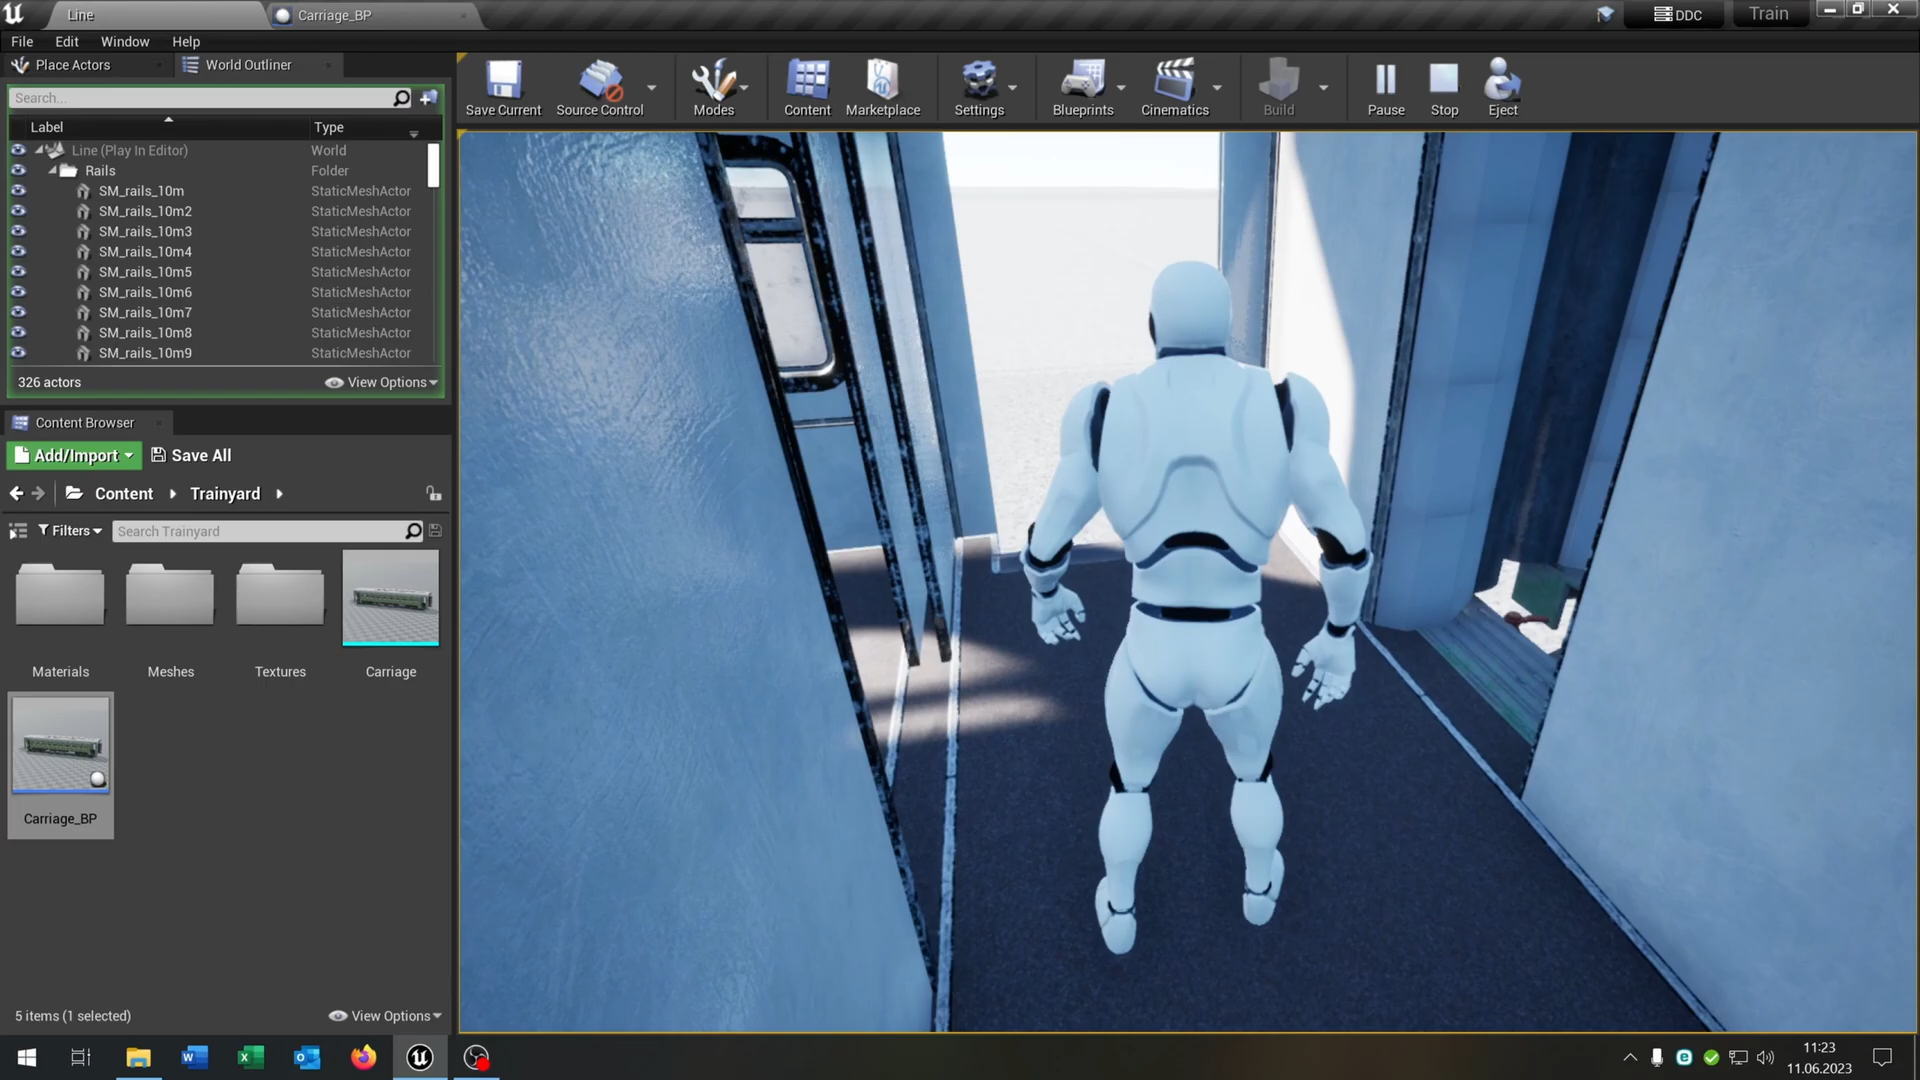 Line
Carriage_BP
DDC
Train
File Edit Window Help
Place Actors
World Outliner
Search...
Label Type
Line (Play In Editor) World
Rails Folder
SM_rails_10m StaticMeshActor
SM_rails_10m2 StaticMeshActor
SM_rails_10m3 StaticMeshActor
SM_rails_10m4 StaticMeshActor
SM_rails_10m5 StaticMeshActor
SM_rails_10m6 StaticMeshActor
SM_rails_10m7 StaticMeshActor
SM_rails_10m8 StaticMeshActor
SM_rails_10m9 StaticMeshActor
326 actors
View Options
Save Current Source Control Modes Content Marketplace Settings Blueprints Cinematics Build Pause Stop Eject
Content Browser
Add/Import Save All
Content Trainyard
Filters Search Trainyard
Materials Meshes Textures Carriage
Carriage_BP
5 items (1 selected)
View Options
11:23
11.06.2023